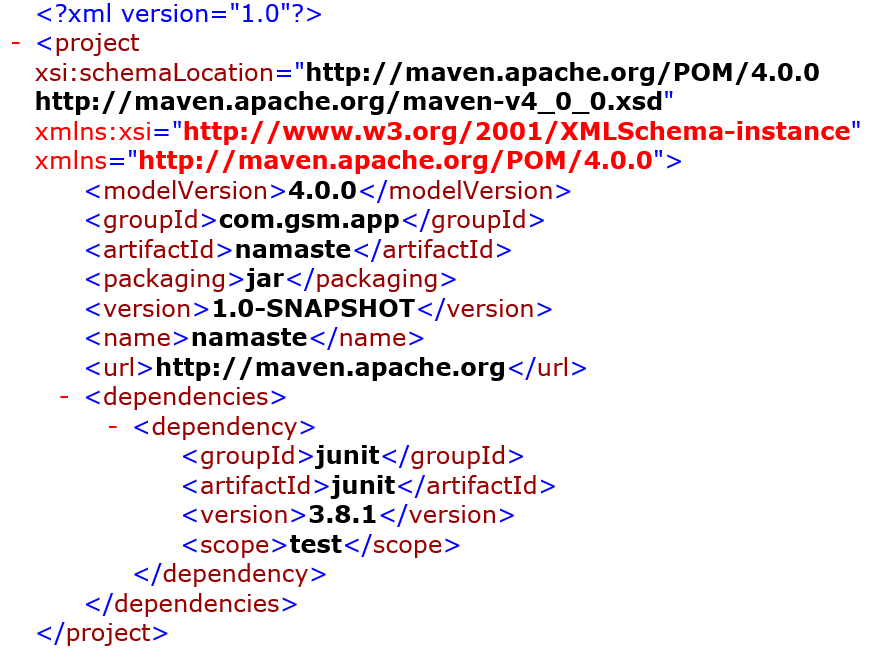 <?xml version="1.0"?>
- <project
xsi:schemaLocation="http://maven.apache.org/POM/4.0.0
http://maven.apache.org/maven-v4_0_0.xsd"
xmlns:xsi="http://www.w3.org/2001/XMLSchema-instance"
xmlns="http://maven.apache.org/POM/4.0.0">
<modelVersion>4.0.0</modelVersion>
<groupId>com.gsm.app</groupId>
<artifactId>namaste</artifactId>
<packaging>jar</packaging>
<version>1.0-SNAPSHOT</version>
<name>namaste</name>
<url>http://maven.apache.org</url>
- <dependencies>
- <dependency>
<groupId>junit</groupId>
<artifactId>junit</artifactId>
<version>3.8.1</version>
<scope>test</scope>
</dependency>
</dependencies>
</project>